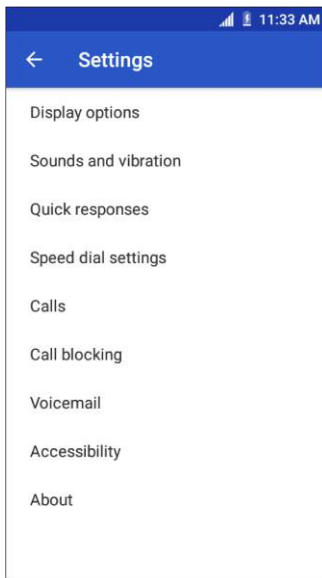 11:33 AM
Settings
Display options
Sounds and vibration
Quick responses
Speed dial settings
Calls
Call blocking
Voicemail
Accessibility
About